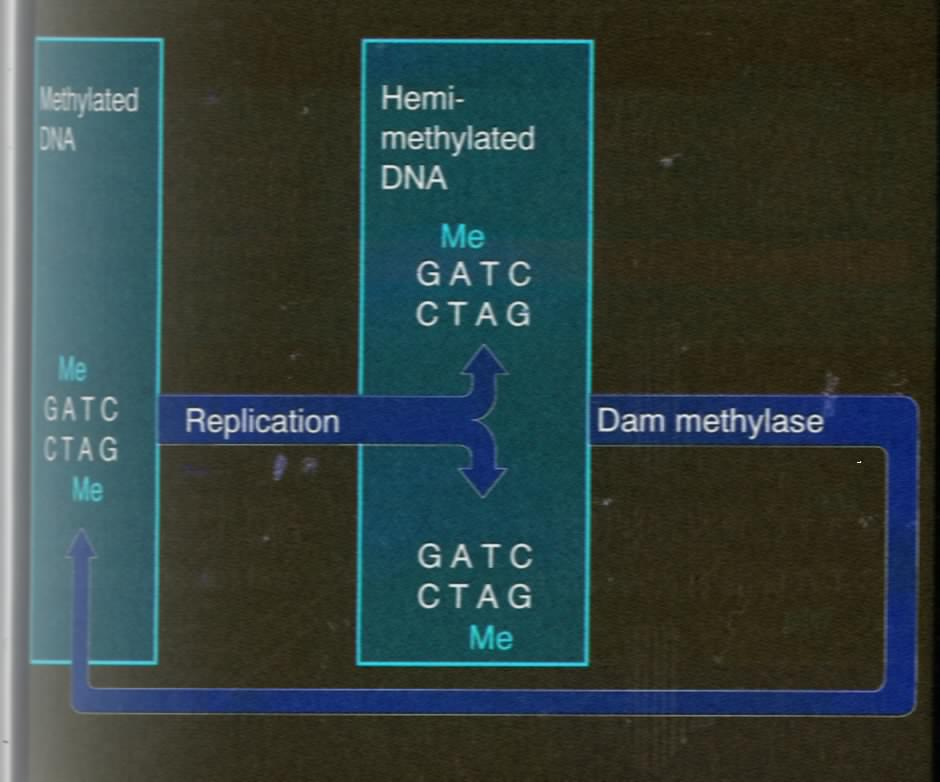 Methylated
DNA
Me
GATC
CTAG
Me
Replication
Hemi-
methylated
DNA
Me
GATC
CTAG
GATC
CTAG
Me
Dam methylase